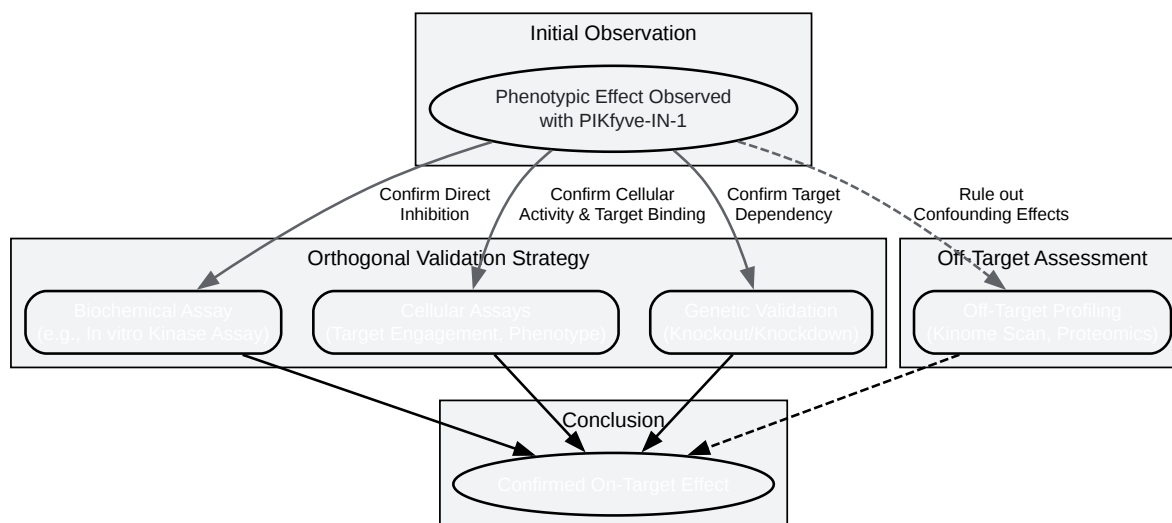 Initial Observation
Phenotypic Effect Observed
with PIKfyve-IN-1
Confirm Direct
Inhibition
Confirm Cellular
Activity & Target Binding
Confirm Target
Dependency
Rule out
Confounding Effects
Orthogonal Validation Strategy
Off-Target Assessment
Biochemical Assay
(e.g., In vitro Kinase Assay)
Cellular Assays
(Target Engagement, Phenotype)
Genetic Validation
(Knockout/Knockdown)
Off-Target Profiling
(Kinome Scan, Proteomics)
Conclusion
Confirmed On-Target Effect